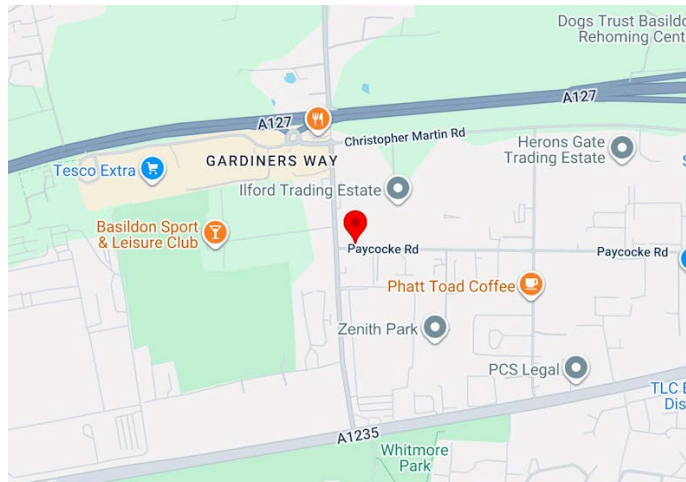 Dogs Trust Basildo
Rehoming Cent
A127
A127
Christopher Martin Rd
Herons Gate
Trading Estate
GARDINERS WAY
Tesco Extra
Ilford Trading Estate
S
Basildon Sport
& Leisure Club
Paycocke Rd
Paycocke Rd
Phatt Toad Coffee
Zenith Park
PCS Legal
TLC E
Dis
A1235
Whitmore
Park